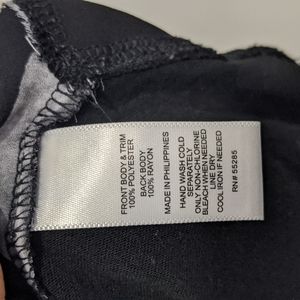 FRONT BODY & TRIM
100% POLYESTER
BACK BODY
100% RAYON
MADE IN PHILIPPINES
HAND WASH COLD
SEPARATELY
ONLY NON-CHLORINE
BLEACH WHEN NEEDED
LINE DRY
COOL IRON IF NEEDED
RN# 55285